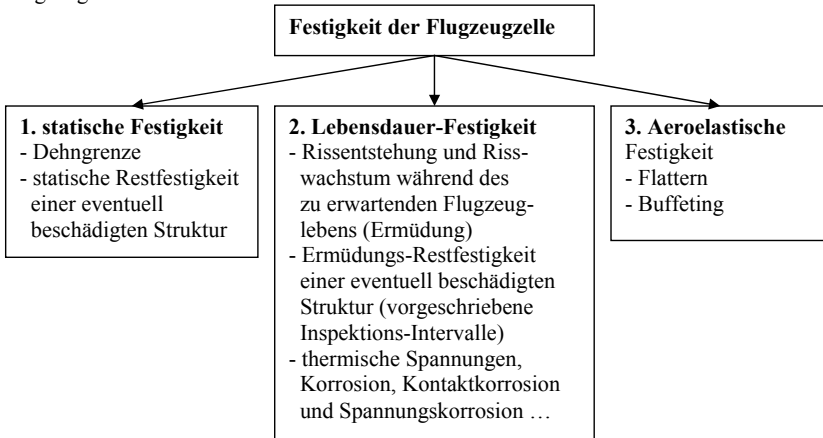 Festigkeit der Flugzeugzelle
1. statische Festigkeit
- Dehngrenze
- statische Restfestigkeit
einer eventuell
beschädigten Struktur
2. Lebensdauer-Festigkeit
- Rissentstehung und Riss-
wachstum während des
zu erwartenden Flugzeug-
lebens (Ermüdung)
- Ermüdungs-Restfestigkeit
einer eventuell beschädigten
Struktur (vorgeschriebene
Inspektions-Intervalle)
- thermische Spannungen,
Korrosion, Kontaktkorrosion
und Spannungskorrosion …
3. Aeroelastische
Festigkeit
- Flattern
- Buffeting